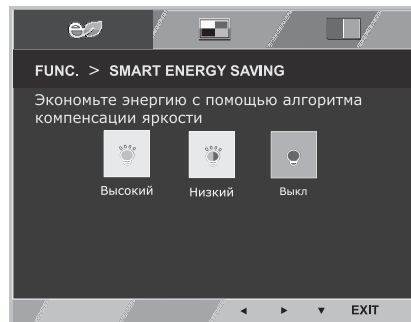 FUNC. > SMART ENERGY SAVING
Экономьте энергию с помощью алгоритма
компенсации яркости
Высокий Низкий Выкл
EXIT